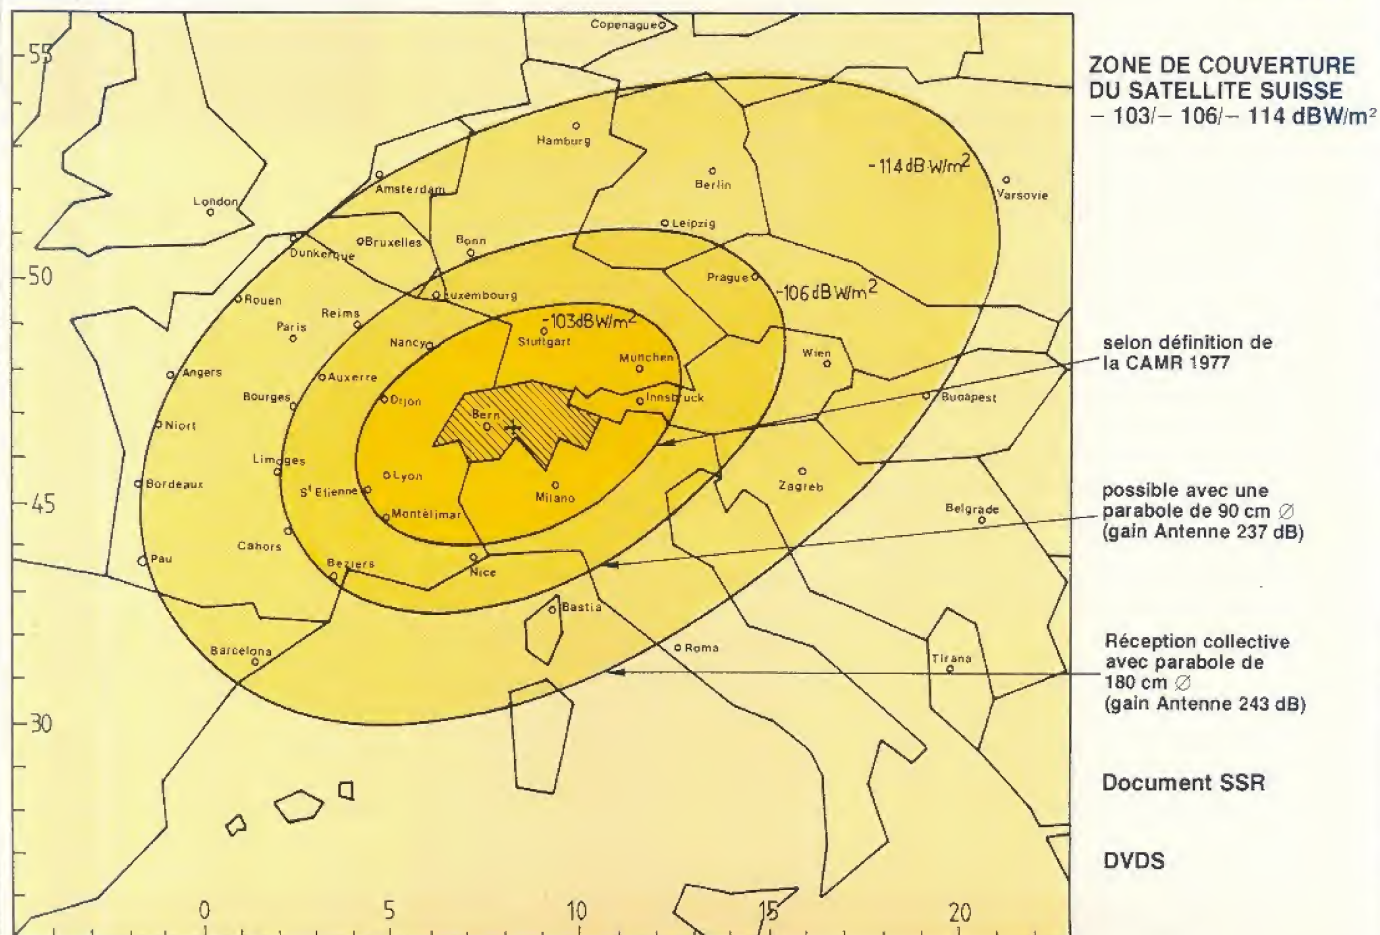 ZONE DE COUVERTURE
DU SATELLITE SUISSE
– 103/– 106/– 114 dBW/m²
Copenague
55
Hamburg
-114dBW/m²
Berlin
Varsovie
Amsterdam
London
Leipzig
Bruxelles
Bonn
Dunkerque
50
Prague
-106dBW/m²
Luxembourg
Rouen
Reims
Paris
-103dBW/m²
Stuttgart
Nancy
selon définition de
la CAMR 1977
Wien
München
Angers
Auxerre
Bourges
Dijon
Innsbruck
Budapest
Bern
Niort
Limoges
Lyon
Zagreb
Bordeaux
St Etienne
Milano
possible avec une
parabole de 90 cm ∅
(gain Antenne 237 dB)
45
Montélimar
Belgrade
Cahors
Pau
Beziers
Nice
Bastia
Réception collective
avec parabole de
180 cm ∅
(gain Antenne 243 dB)
Barcelona
Roma
Tirana
30
Document SSR
DVDS
0 5 10 15 20